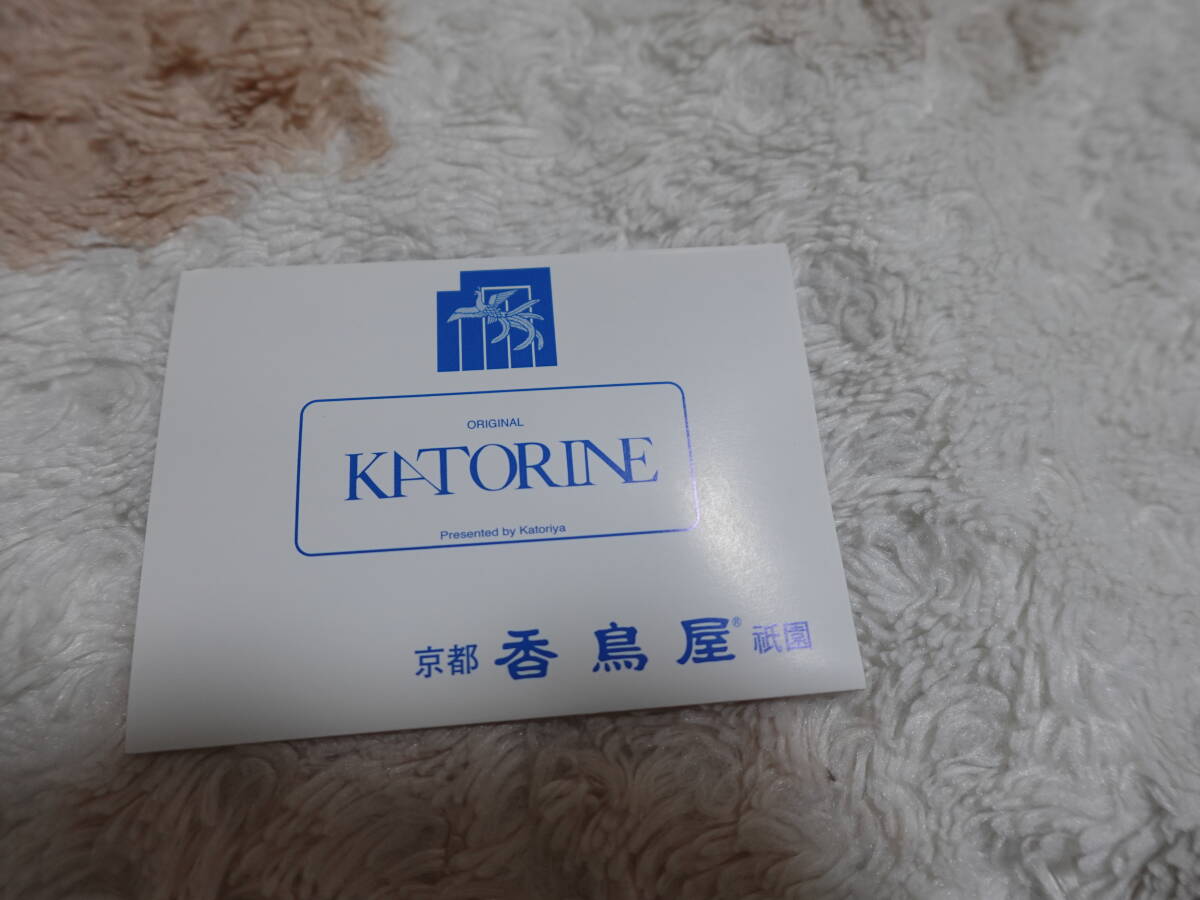 ORIGINAL
KATORINE
Presented by Katoriya
京都 香鳥屋® 祇園